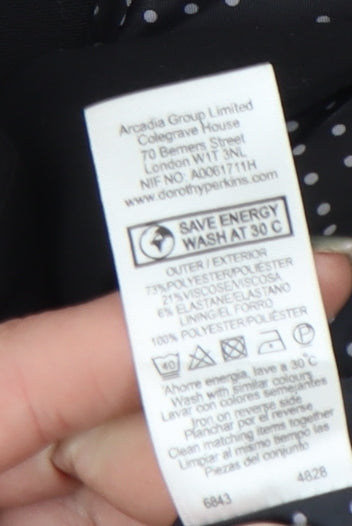 Arcadia Group Limited
Colegrave House
70 Berners Street
London W1T 3NL
NIF NO: A0061711H
www.dorothyperkins.com
SAVE ENERGY
WASH AT 30 C
OUTER / EXTERIOR
73%POLYESTER/POLIÉSTER
21%VISCOSE/VISCOSA
6% ELASTANE/ELASTANO
LINING/EL FORRO
100% POLYESTER/POLIÉSTER
40 P
Ahorre energia, lave a 30°C
Wash with similar colours
Lavar con colores semejantes
Iron on reverse side
Planchar por el reverse
Clean matching items together
Limpiar al mismo tiempo las
Piezas del conjunto
6843 4828